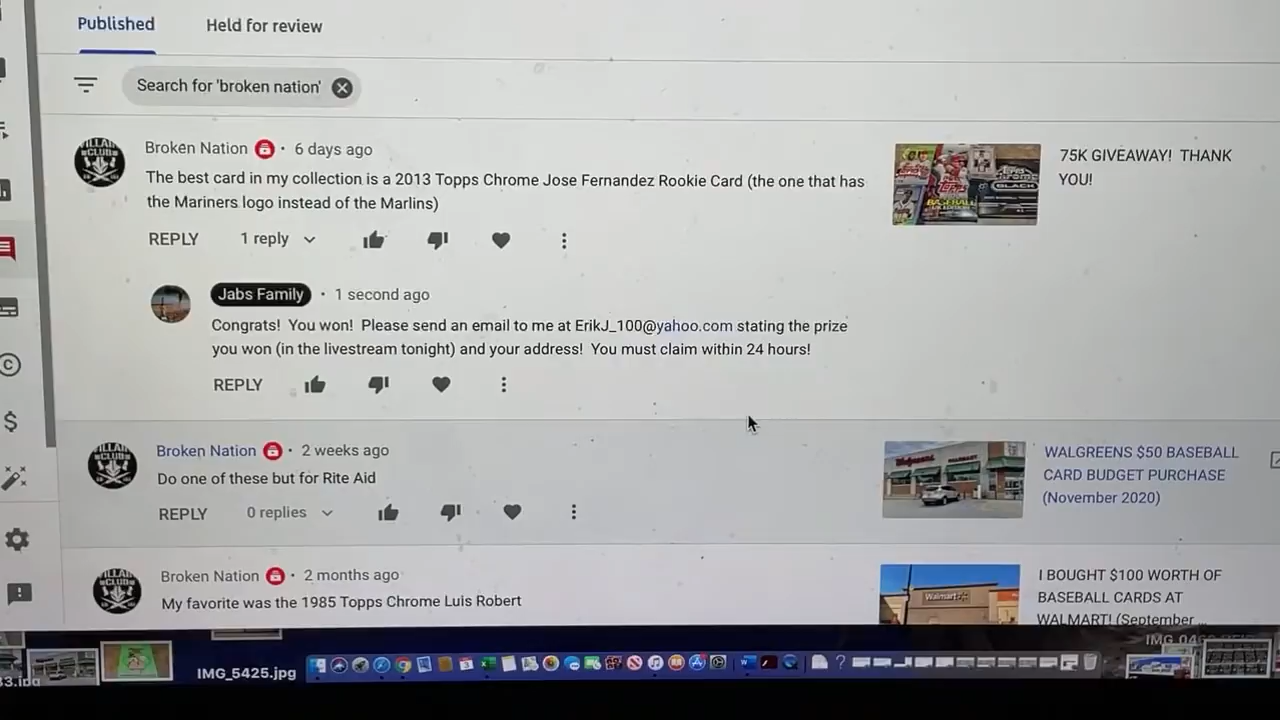 Published
Held for review
Search for 'broken nation'
Broken Nation · 6 days ago
The best card in my collection is a 2013 Topps Chrome Jose Fernandez Rookie Card (the one that has
the Mariners logo instead of the Marlins)
75K GIVEAWAY! THANK
YOU!
REPLY 1 reply
Jabs Family · 1 second ago
Congrats! You won! Please send an email to me at ErikJ_100@yahoo.com stating the prize
you won (in the livestream tonight) and your address! You must claim within 24 hours!
REPLY
Broken Nation · 2 weeks ago
Do one of these but for Rite Aid
WALGREENS $50 BASEBALL
CARD BUDGET PURCHASE
(November 2020)
REPLY 0 replies
Broken Nation · 2 months ago
My favorite was the 1985 Topps Chrome Luis Robert
I BOUGHT $100 WORTH OF
BASEBALL CARDS AT
WALMART! (September ...
IMG_5425.jpg
VILLAIN
CLUB
BASEBALL
BLACK
Walgreens
Walmart